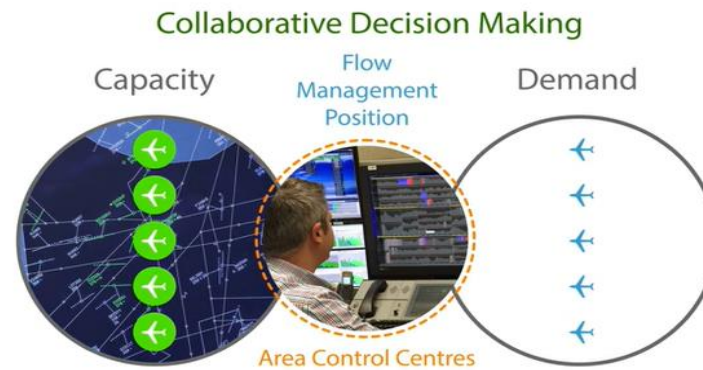 Collaborative Decision Making
Capacity
Flow
Management
Position
Demand
Area Control Centres